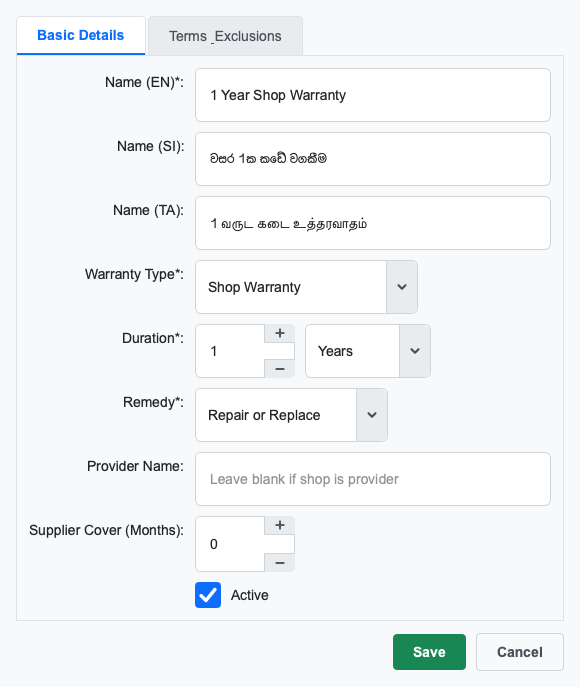 Basic Details
Terms _Exclusions
Name (EN)*:
1 Year Shop Warranty
Name (SI):
වසර 1ක කඩේ වගකීම
Name (TA):
1 வருட கடை உத்தரவாதம்
Warranty Type*:
Shop Warranty
Duration*:
1
+
−
Years
Remedy*:
Repair or Replace
Provider Name:
Leave blank if shop is provider
Supplier Cover (Months):
0
+
−
Active
Save
Cancel